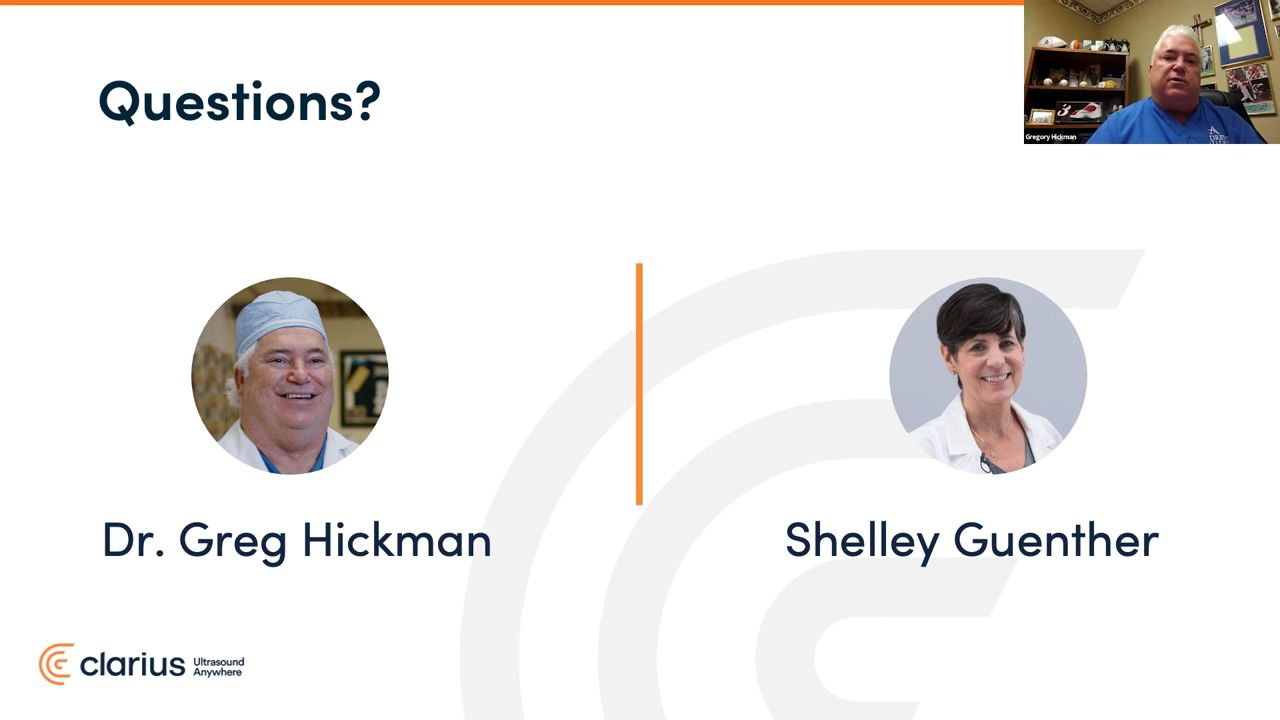 Questions?
Gregory Hickman
Dr. Greg Hickman
Shelley Guenther
clarius Ultrasound
Anywhere